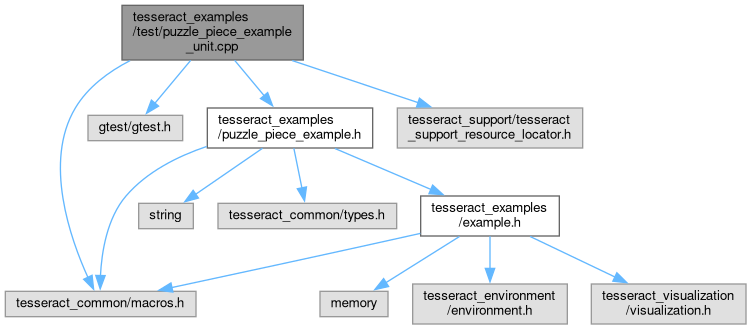 tesseract_examples
/test/puzzle_piece_example
_unit.cpp
gtest/gtest.h
tesseract_examples
/puzzle_piece_example.h
tesseract_support/tesseract
_support_resource_locator.h
string
tesseract_common/types.h
tesseract_examples
/example.h
tesseract_common/macros.h
memory
tesseract_environment
/environment.h
tesseract_visualization
/visualization.h